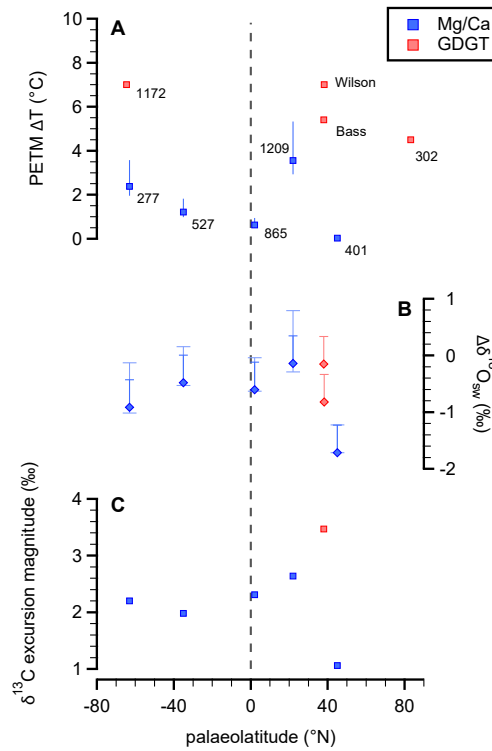 Mg/Ca
GDGT
A
PETM ΔT (°C)
10
8
6
4
2
0
1172
277
527
865
1209
Wilson
Bass
302
401
B
Δδ¹⁸Osw (‰)
1
0
-1
-2
C
δ¹³C excursion magnitude (‰)
4
3
2
1
-80
-40
0
40
80
palaeolatitude (°N)